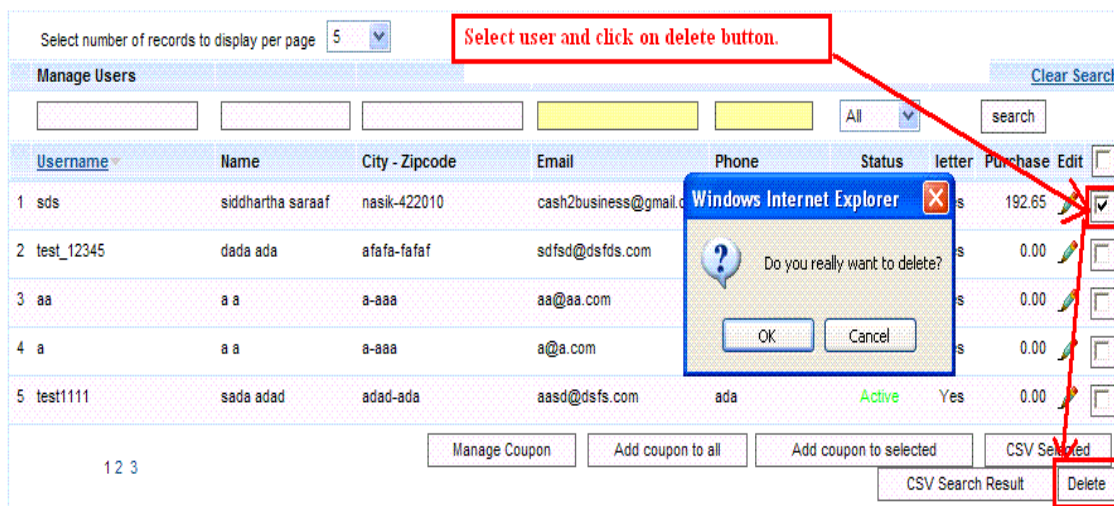 Select number of records to display per page 5
Select user and click on delete button.
Manage Users Clear Search
All search
Username Name City - Zipcode Email Phone Status letter Purchase Edit
1 sds siddhartha saraaf nasik-422010 cash2business@gmail.c s 192.65
Windows Internet Explorer
2 test_12345 dada ada afafa-fafaf sdfsd@dsfds.com s 0.00
Do you really want to delete?
3 aa a a a-aaa aa@aa.com s 0.00
OK Cancel
4 a a a a-aaa a@a.com s 0.00
5 test1111 sada adad adad-ada aasd@dsfs.com ada Active Yes 0.00
Manage Coupon Add coupon to all Add coupon to selected CSV Selected
1 2 3
CSV Search Result Delete